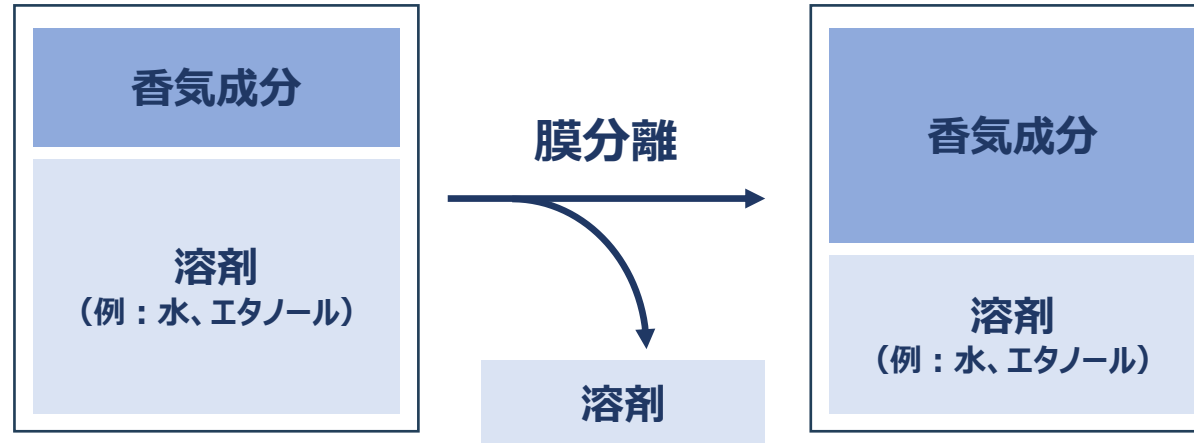 香気成分
溶剤
（例：水、エタノール）
膜分離
溶剤
香気成分
溶剤
（例：水、エタノール）